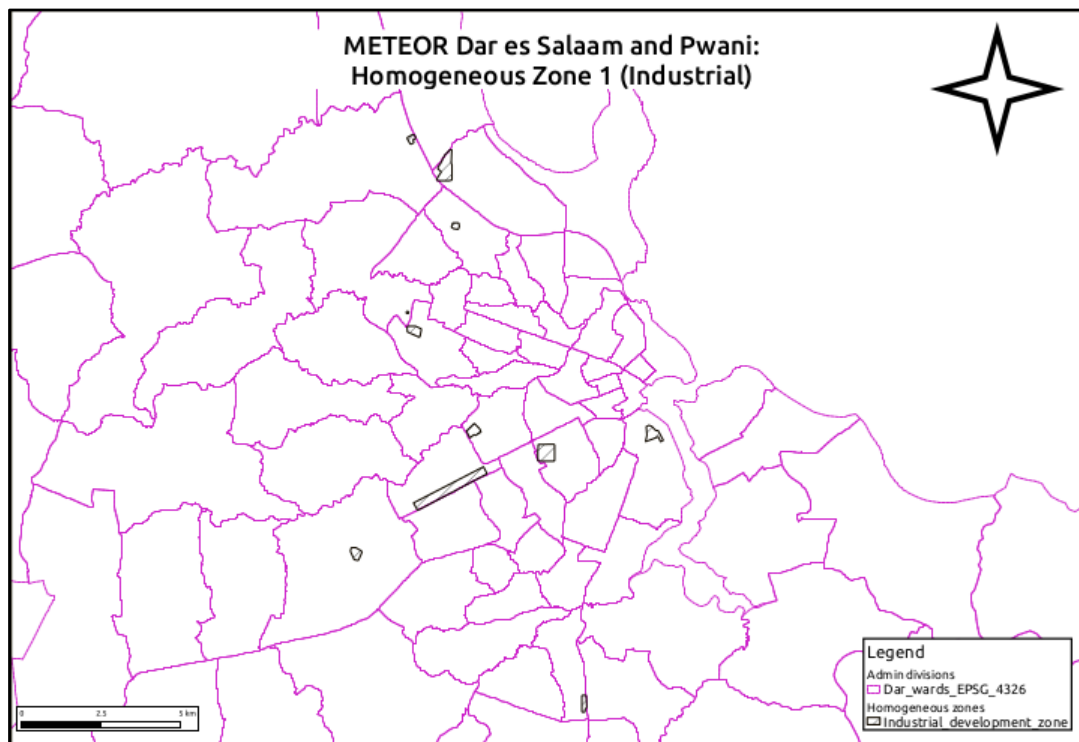 METEOR Dar es Salaam and Pwani:
Homogeneous Zone 1 (Industrial)
Legend
Admin divisions
Dar_wards_EPSG_4326
Homogeneous zones
Industrial_development_zone
0 2.5 5 km